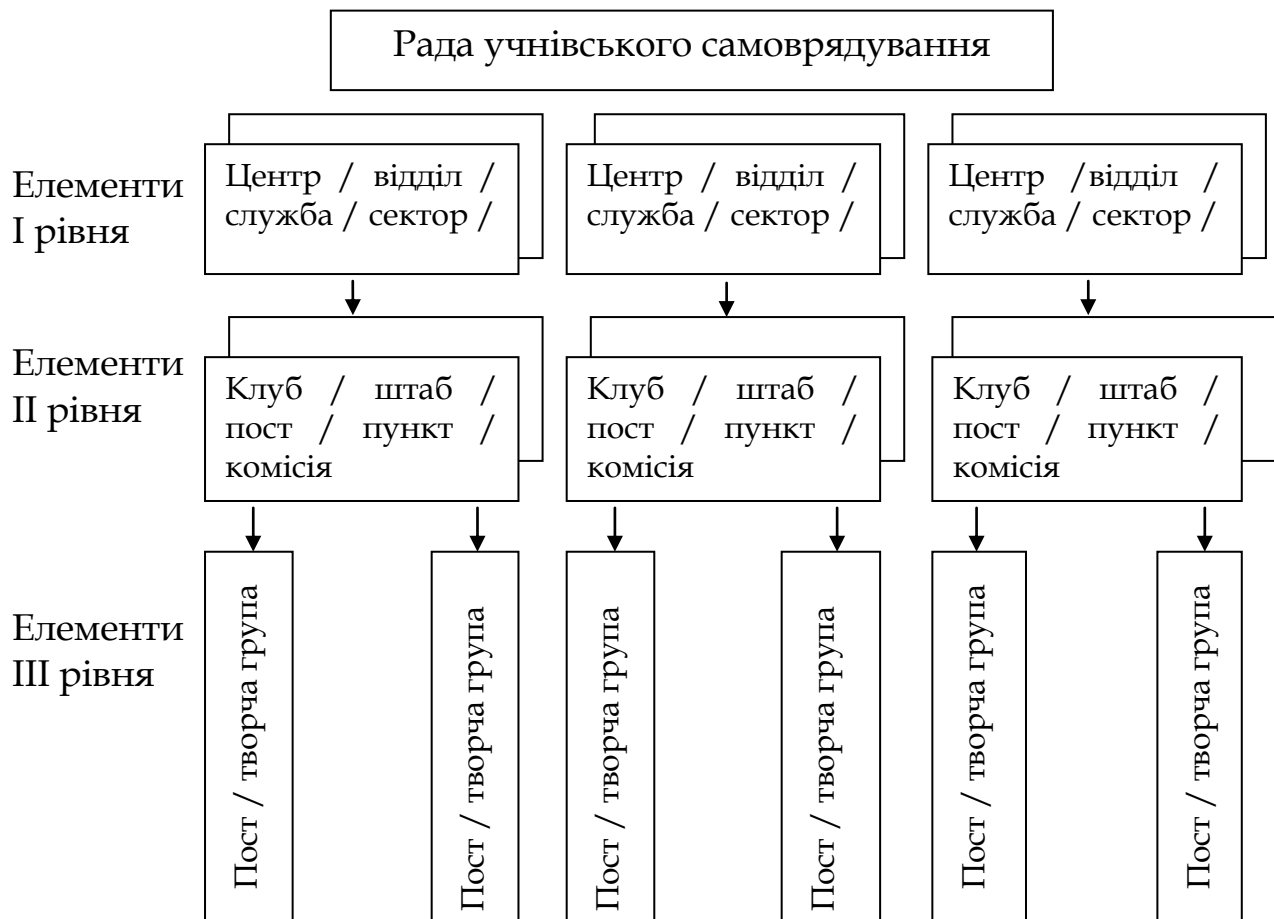 Рада учнівського самоврядування
Елементи
I рівня
Центр / відділ /
служба / сектор /
Центр / відділ /
служба / сектор /
Центр /відділ /
служба / сектор /
Елементи
II рівня
Клуб / штаб /
пост / пункт /
комісія
Клуб / штаб /
пост / пункт /
комісія
Клуб / штаб /
пост / пункт /
комісія
Елементи
III рівня
Пост / творча група
Пост / творча група
Пост / творча група
Пост / творча група
Пост / творча група
Пост / творча група